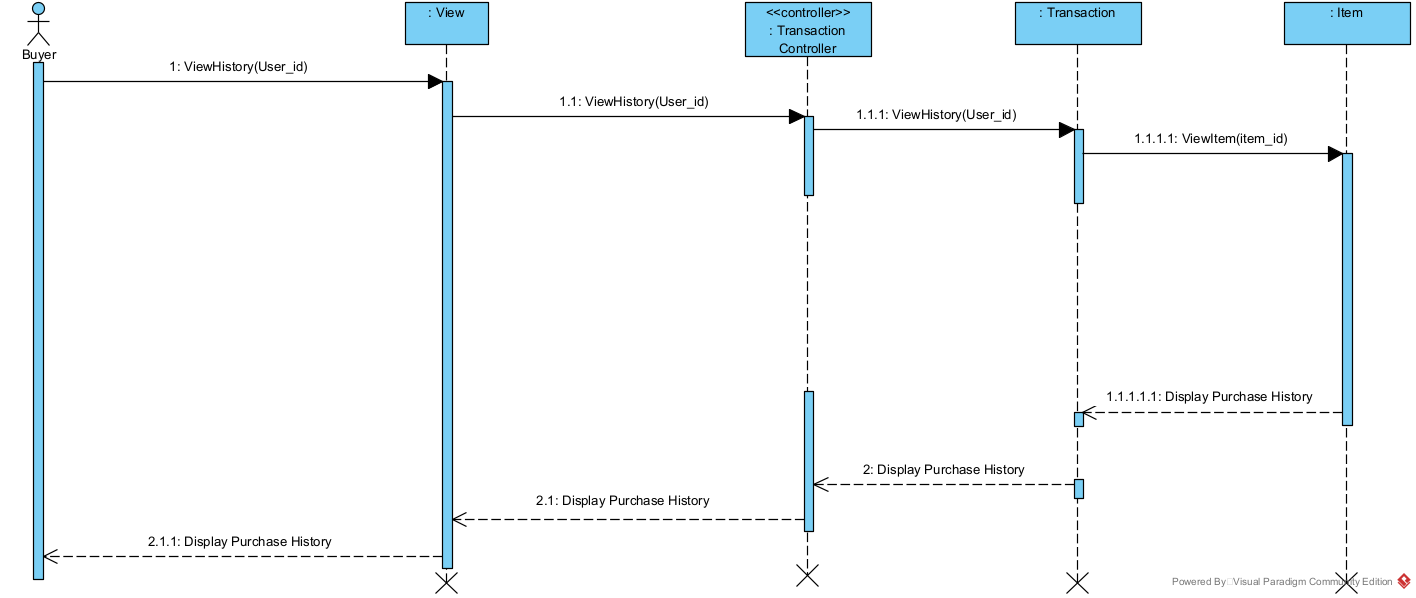 Buyer
: View
<<controller>>
: Transaction
Controller
: Transaction
: Item
1: ViewHistory(User_id)
1.1: ViewHistory(User_id)
1.1.1: ViewHistory(User_id)
1.1.1.1: ViewItem(item_id)
1.1.1.1.1: Display Purchase History
2: Display Purchase History
2.1: Display Purchase History
2.1.1: Display Purchase History
Powered By Visual Paradigm Community Edition